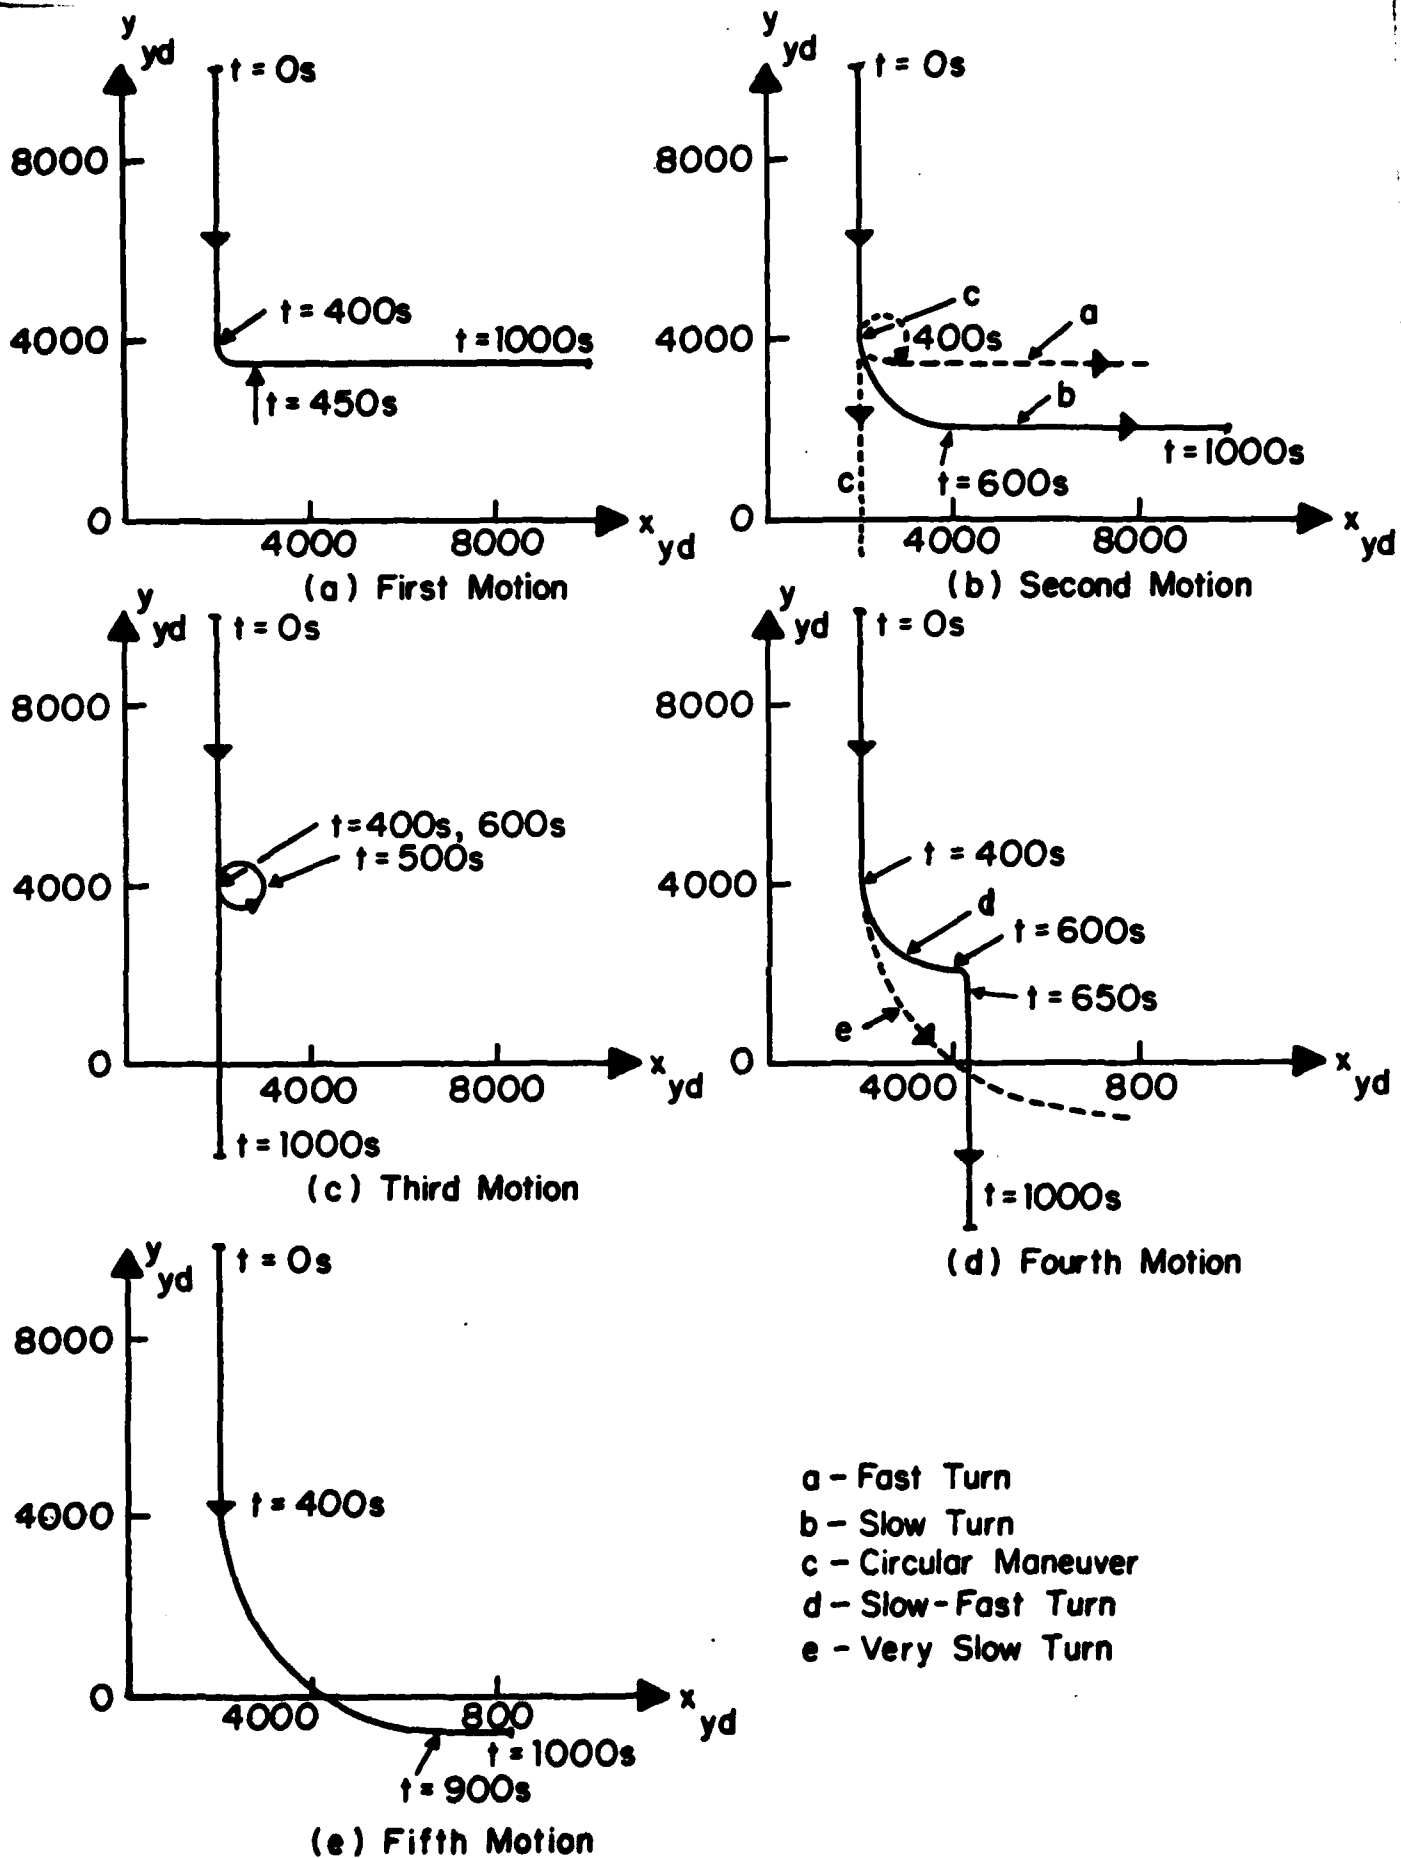 y
yd
t = 0s
8000
t = 400s
4000
t = 1000s
t = 450s
0
4000
8000
x
yd
(a) First Motion
y
yd
t = 0s
8000
c
a
4000
400s
b
t = 1000s
c
t = 600s
0
4000
8000
x
yd
(b) Second Motion
y
yd
t = 0s
8000
t = 400s, 600s
t = 500s
4000
0
4000
8000
x
yd
t = 1000s
(c) Third Motion
y
yd
t = 0s
8000
t = 400s
4000
d
t = 600s
t = 650s
e
0
4000
800
x
yd
t = 1000s
(d) Fourth Motion
y
yd
t = 0s
8000
4000
t = 400s
0
4000
800
x
yd
t = 1000s
t = 900s
(e) Fifth Motion
a - Fast Turn
b - Slow Turn
c - Circular Maneuver
d - Slow-Fast Turn
e - Very Slow Turn